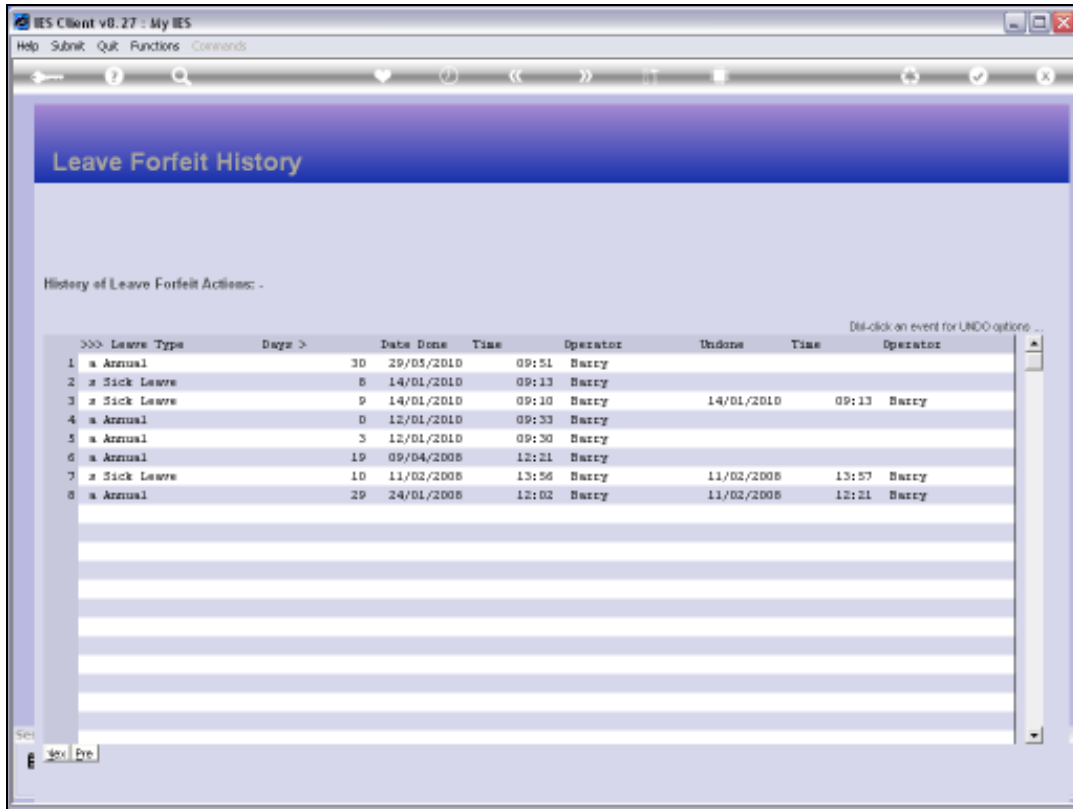 IES Client v8.27 : My IES
Help Submit Quit Functions Commands
Leave Forfeit History
History of Leave Forfeit Actions: -
Dbl-click an event for UNDO options ...
>>> Leave Type Days > Date Done Time Operator Undone Time Operator
1 a Annual 30 29/05/2010 09:51 Barry
2 s Sick Leave 8 14/01/2010 09:13 Barry
3 s Sick Leave 9 14/01/2010 09:10 Barry 14/01/2010 09:13 Barry
4 a Annual 0 12/01/2010 09:33 Barry
5 a Annual 3 12/01/2010 09:30 Barry
6 a Annual 19 09/04/2008 12:21 Barry
7 s Sick Leave 10 11/02/2008 13:56 Barry 11/02/2008 13:57 Barry
8 a Annual 29 24/01/2008 12:02 Barry 11/02/2008 12:21 Barry
Ser
Nex Pre